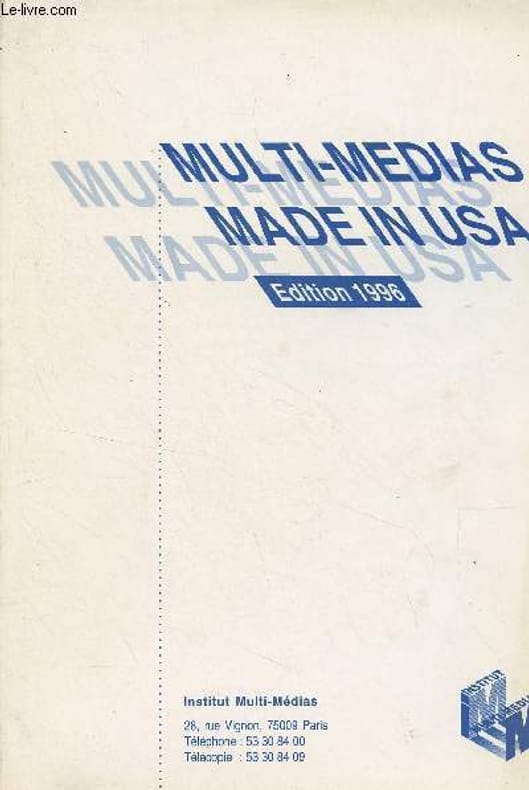 Le-livre.com
MULTI-MEDIAS
MADE IN USA
Edition 1996
Institut Multi-Médias
28, rue Vignon, 75009 Paris
Téléphone : 53 30 84 00
Télécopie : 53 30 84 09
INSTITUT